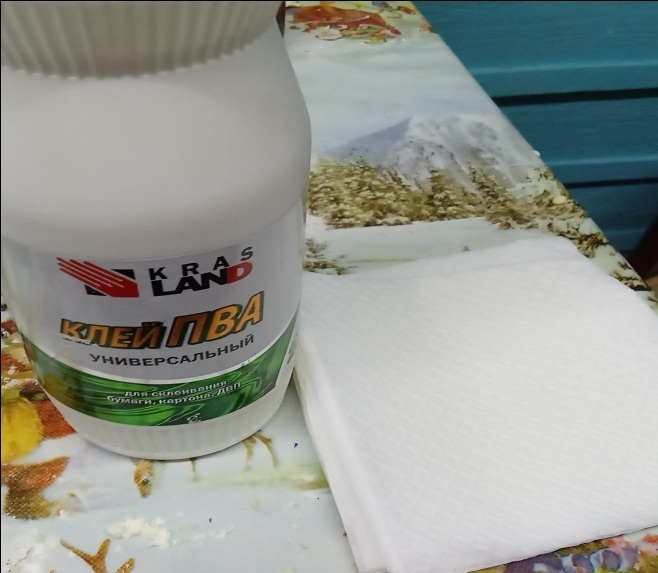 KRAS
LAND
КЛЕЙ ПВА
УНИВЕРСАЛЬНЫЙ
для склеивания
бумаги, картона, ДВП